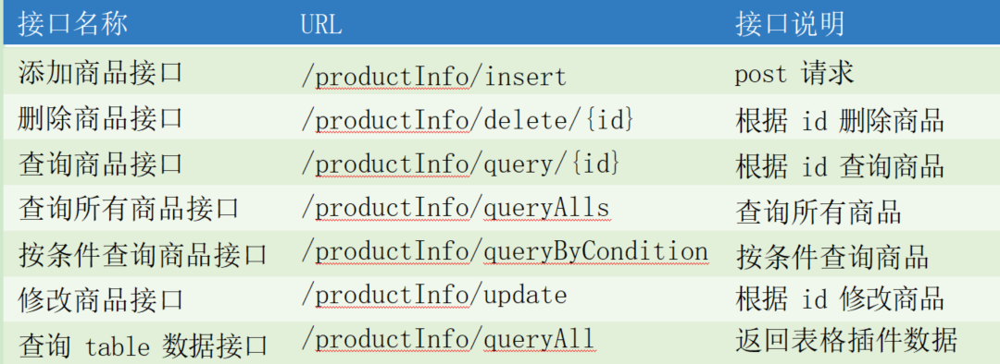 接口名称 URL 接口说明
添加商品接口 /productInfo/insert post 请求
删除商品接口 /productInfo/delete/{id} 根据 id 删除商品
查询商品接口 /productInfo/query/{id} 根据 id 查询商品
查询所有商品接口 /productInfo/queryAlls 查询所有商品
按条件查询商品接口 /productInfo/queryByCondition 按条件查询商品
修改商品接口 /productInfo/update 根据 id 修改商品
查询 table 数据接口 /productInfo/queryAll 返回表格插件数据